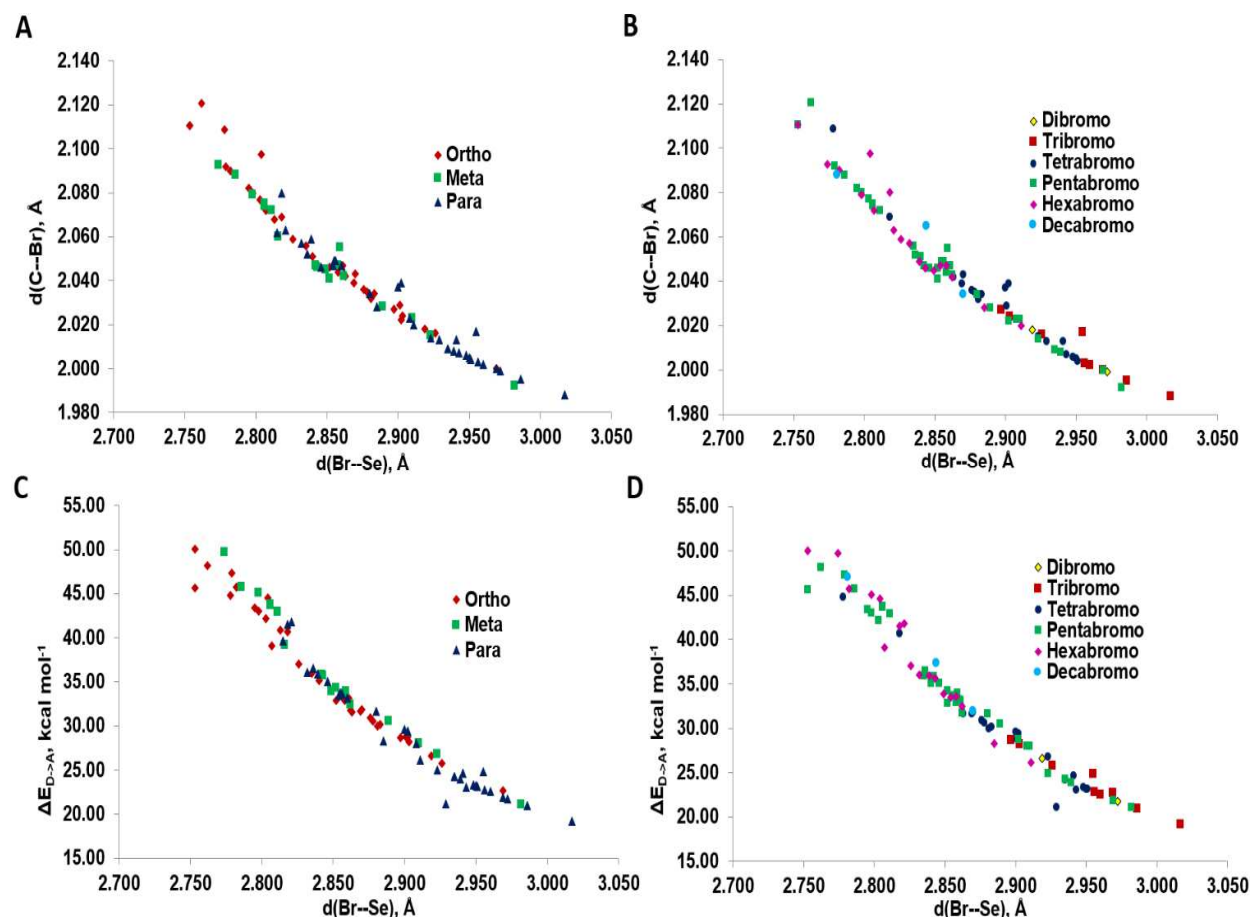 A
d(C--Br), Å
2.140
2.120
2.100
2.080
2.060
2.040
2.020
2.000
1.980
Ortho
Meta
Para
2.700 2.750 2.800 2.850 2.900 2.950 3.000 3.050
d(Br--Se), Å
B
d(C--Br), Å
2.140
2.120
2.100
2.080
2.060
2.040
2.020
2.000
1.980
Dibromo
Tribromo
Tetrabromo
Pentabromo
Hexabromo
Decabromo
2.700 2.750 2.800 2.850 2.900 2.950 3.000 3.050
d(Br--Se), Å
C
ΔE_D->A, kcal mol⁻¹
55.00
50.00
45.00
40.00
35.00
30.00
25.00
20.00
15.00
Ortho
Meta
Para
2.700 2.750 2.800 2.850 2.900 2.950 3.000 3.050
d(Br--Se), Å
D
ΔE_D->A, kcal mol⁻¹
55.00
50.00
45.00
40.00
35.00
30.00
25.00
20.00
15.00
Dibromo
Tribromo
Tetrabromo
Pentabromo
Hexabromo
Decabromo
2.700 2.750 2.800 2.850 2.900 2.950 3.000 3.050
d(Br--Se), Å